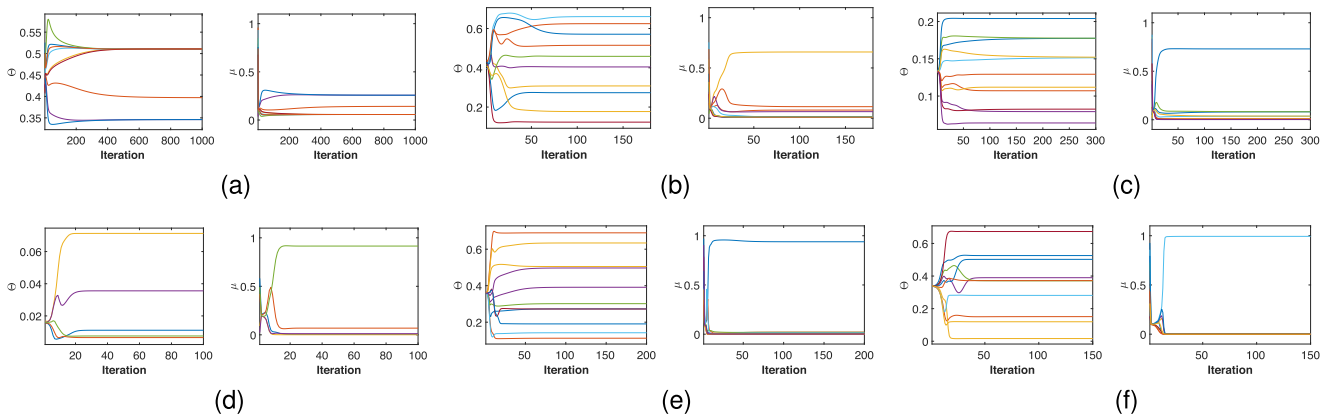 0.55
0.5
0.45
0.4
0.35
Θ
200 400 600 800 1000
Iteration
1
0.5
0
μ
200 400 600 800 1000
Iteration
(a)
0.6
0.4
0.2
Θ
50 100 150
Iteration
1
0.5
0
μ
50 100 150
Iteration
(b)
0.2
0.15
0.1
Θ
50 100 150 200 250 300
Iteration
1
0.5
0
μ
50 100 150 200 250 300
Iteration
(c)
0.06
0.04
0.02
Θ
20 40 60 80 100
Iteration
1
0.5
0
μ
20 40 60 80 100
Iteration
(d)
0.6
0.4
0.2
Θ
50 100 150 200
Iteration
1
0.5
0
μ
50 100 150 200
Iteration
(e)
0.6
0.4
0.2
0
Θ
50 100 150
Iteration
1
0.5
0
μ
50 100 150
Iteration
(f)